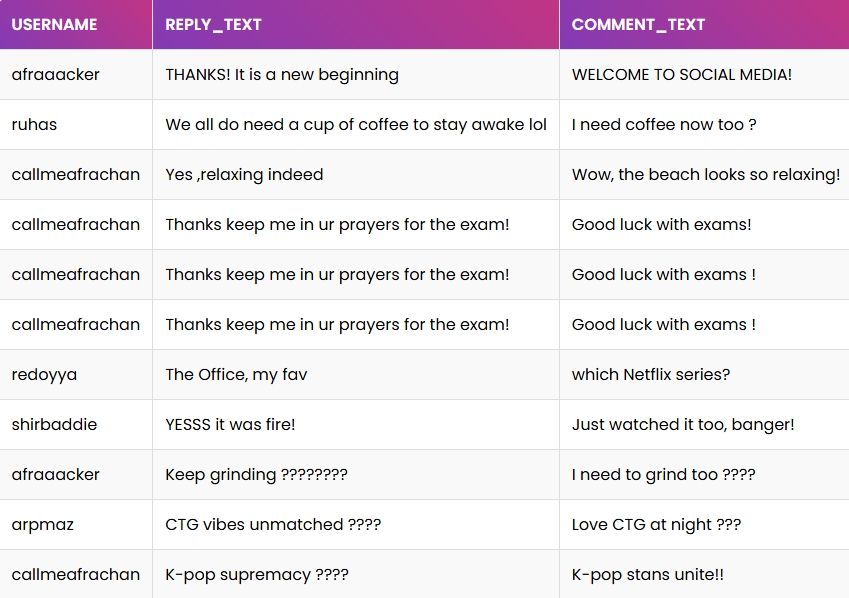 USERNAME REPLY_TEXT COMMENT_TEXT
afraaacker THANKS! It is a new beginning WELCOME TO SOCIAL MEDIA!
ruhas We all do need a cup of coffee to stay awake lol I need coffee now too ?
callmeafrachan Yes ,relaxing indeed Wow, the beach looks so relaxing!
callmeafrachan Thanks keep me in ur prayers for the exam! Good luck with exams!
callmeafrachan Thanks keep me in ur prayers for the exam! Good luck with exams !
callmeafrachan Thanks keep me in ur prayers for the exam! Good luck with exams !
redoyya The Office, my fav which Netflix series?
shirbaddie YESSS it was fire! Just watched it too, banger!
afraaacker Keep grinding ???????? I need to grind too ????
arpmaz CTG vibes unmatched ???? Love CTG at night ???
callmeafrachan K-pop supremacy ???? K-pop stans unite!!